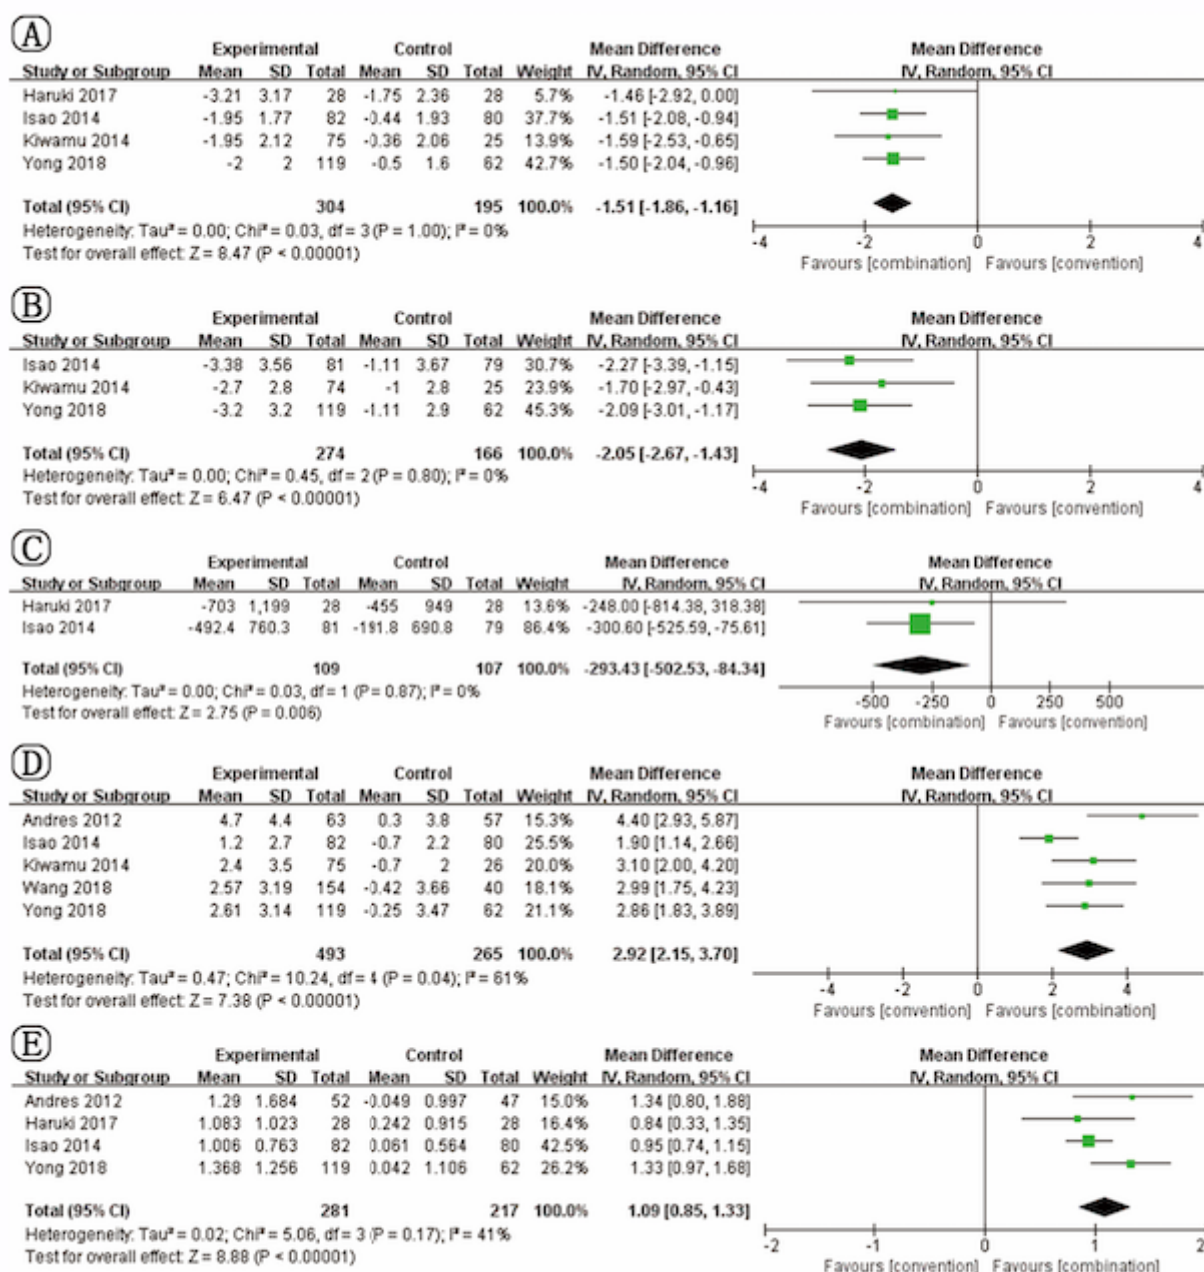 A
Experimental Control Mean Difference Mean Difference
Study or Subgroup Mean SD Total Mean SD Total Weight IV, Random, 95% CI IV, Random, 95% CI
Haruki 2017 -3.21 3.17 28 -1.75 2.36 28 5.7% -1.46 [-2.92, 0.00]
Isao 2014 -1.95 1.77 82 -0.44 1.93 80 37.7% -1.51 [-2.08, -0.94]
Kiwamu 2014 -1.95 2.12 75 -0.36 2.06 25 13.9% -1.59 [-2.53, -0.65]
Yong 2018 -2 2 119 -0.5 1.6 62 42.7% -1.50 [-2.04, -0.96]
Total (95% CI) 304 195 100.0% -1.51 [-1.86, -1.16]
Heterogeneity: Tau² = 0.00; Chi² = 0.03, df = 3 (P = 1.00); I² = 0%
Test for overall effect: Z = 8.47 (P < 0.00001)
-4 -2 0 2 4
Favours [combination] Favours [convention]
B
Experimental Control Mean Difference Mean Difference
Study or Subgroup Mean SD Total Mean SD Total Weight IV, Random, 95% CI IV, Random, 95% CI
Isao 2014 -3.38 3.56 81 -1.11 3.67 79 30.7% -2.27 [-3.39, -1.15]
Kiwamu 2014 -2.7 2.8 74 -1 2.8 25 23.9% -1.70 [-2.97, -0.43]
Yong 2018 -3.2 3.2 119 -1.11 2.9 62 45.3% -2.09 [-3.01, -1.17]
Total (95% CI) 274 166 100.0% -2.05 [-2.67, -1.43]
Heterogeneity: Tau² = 0.00; Chi² = 0.45, df = 2 (P = 0.80); I² = 0%
Test for overall effect: Z = 6.47 (P < 0.00001)
-4 -2 0 2 4
Favours [combination] Favours [convention]
C
Experimental Control Mean Difference Mean Difference
Study or Subgroup Mean SD Total Mean SD Total Weight IV, Random, 95% CI IV, Random, 95% CI
Haruki 2017 -703 1,199 28 -455 949 28 13.6% -248.00 [-814.38, 318.38]
Isao 2014 -492.4 760.3 81 -191.8 690.8 79 86.4% -300.60 [-525.59, -75.61]
Total (95% CI) 109 107 100.0% -293.43 [-502.53, -84.34]
Heterogeneity: Tau² = 0.00; Chi² = 0.03, df = 1 (P = 0.87); I² = 0%
Test for overall effect: Z = 2.75 (P = 0.006)
-500 -250 0 250 500
Favours [combination] Favours [convention]
D
Experimental Control Mean Difference Mean Difference
Study or Subgroup Mean SD Total Mean SD Total Weight IV, Random, 95% CI IV, Random, 95% CI
Andres 2012 4.7 4.4 63 0.3 3.8 57 15.3% 4.40 [2.93, 5.87]
Isao 2014 1.2 2.7 82 -0.7 2.2 80 25.5% 1.90 [1.14, 2.66]
Kiwamu 2014 2.4 3.5 75 -0.7 2 26 20.0% 3.10 [2.00, 4.20]
Wang 2018 2.57 3.19 154 -0.42 3.66 40 18.1% 2.99 [1.75, 4.23]
Yong 2018 2.61 3.14 119 -0.25 3.47 62 21.1% 2.86 [1.83, 3.89]
Total (95% CI) 493 265 100.0% 2.92 [2.15, 3.70]
Heterogeneity: Tau² = 0.47; Chi² = 10.24, df = 4 (P = 0.04); I² = 61%
Test for overall effect: Z = 7.38 (P < 0.00001)
-4 -2 0 2 4
Favours [convention] Favours [combination]
E
Experimental Control Mean Difference Mean Difference
Study or Subgroup Mean SD Total Mean SD Total Weight IV, Random, 95% CI IV, Random, 95% CI
Andres 2012 1.29 1.684 52 -0.049 0.997 47 15.0% 1.34 [0.80, 1.88]
Haruki 2017 1.083 1.023 28 0.242 0.915 28 16.4% 0.84 [0.33, 1.35]
Isao 2014 1.006 0.763 82 0.061 0.564 80 42.5% 0.95 [0.74, 1.15]
Yong 2018 1.368 1.256 119 0.042 1.106 62 26.2% 1.33 [0.97, 1.68]
Total (95% CI) 281 217 100.0% 1.09 [0.85, 1.33]
Heterogeneity: Tau² = 0.02; Chi² = 5.06, df = 3 (P = 0.17); I² = 41%
Test for overall effect: Z = 8.88 (P < 0.00001)
-2 -1 0 1 2
Favours [convention] Favours [combination]